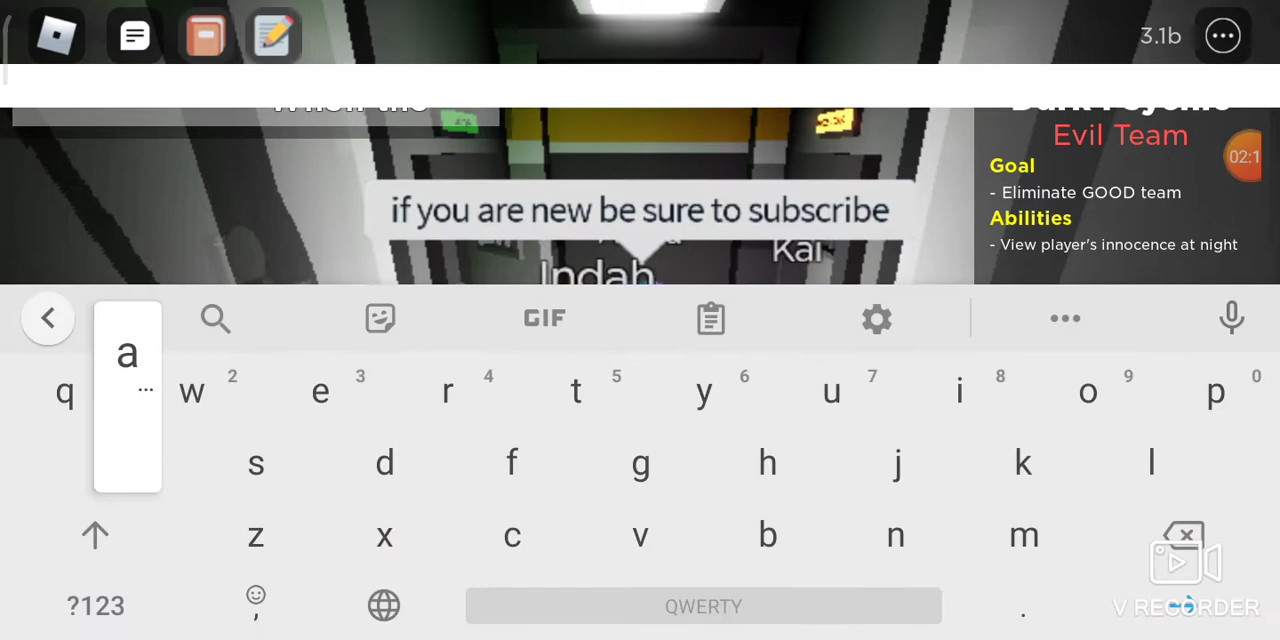 3.1b
When the
Evil Team
02:1
Goal
- Eliminate GOOD team
Abilities
- View player's innocence at night
if you are new be sure to subscribe
Kai
Indah
GIF
a
q w 2 e 3 r 4 t 5 y 6 u 7 i 8 o 9 p 0
s d f g h j k l
z x c v b n m
?123 , QWERTY .
V RECORDER